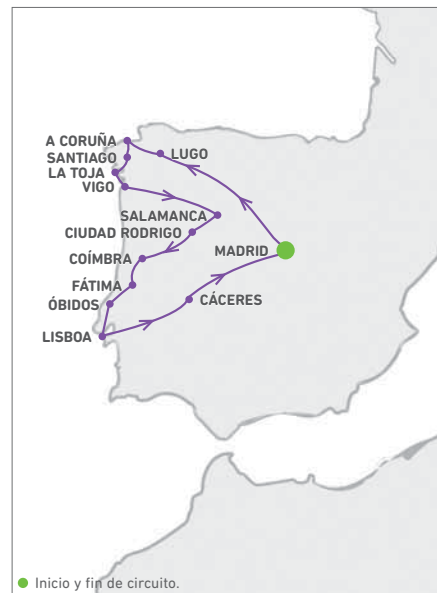 A CORUÑA
LUGO
SANTIAGO
LA TOJA
VIGO
SALAMANCA
CIUDAD RODRIGO
MADRID
COÍMBRA
FÁTIMA
CÁCERES
ÓBIDOS
LISBOA
Inicio y fin de circuito.